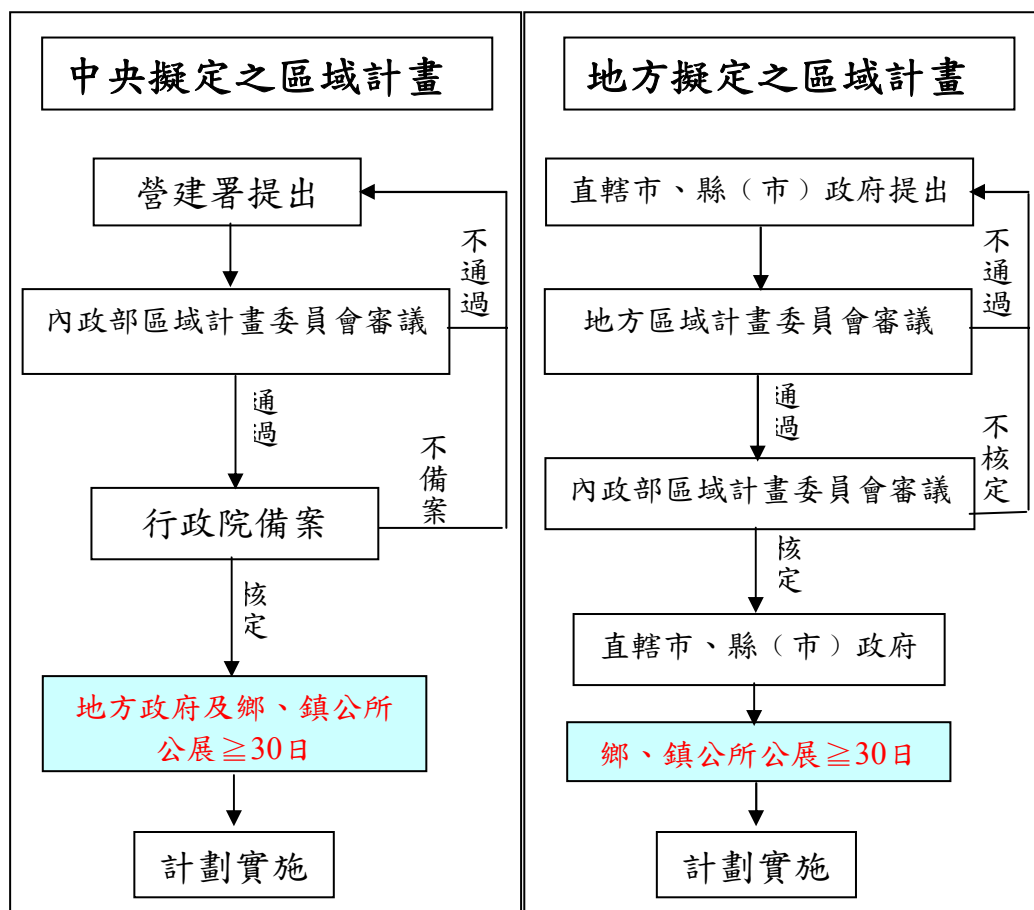 中央擬定之區域計畫
營建署提出
不通過
內政部區域計畫委員會審議
通過
不備案
行政院備案
核定
地方政府及鄉、鎮公所
公展≧30日
計劃實施
地方擬定之區域計畫
直轄市、縣（市）政府提出
不通過
地方區域計畫委員會審議
通過
不核定
內政部區域計畫委員會審議
核定
直轄市、縣（市）政府
鄉、鎮公所公展≧30日
計劃實施